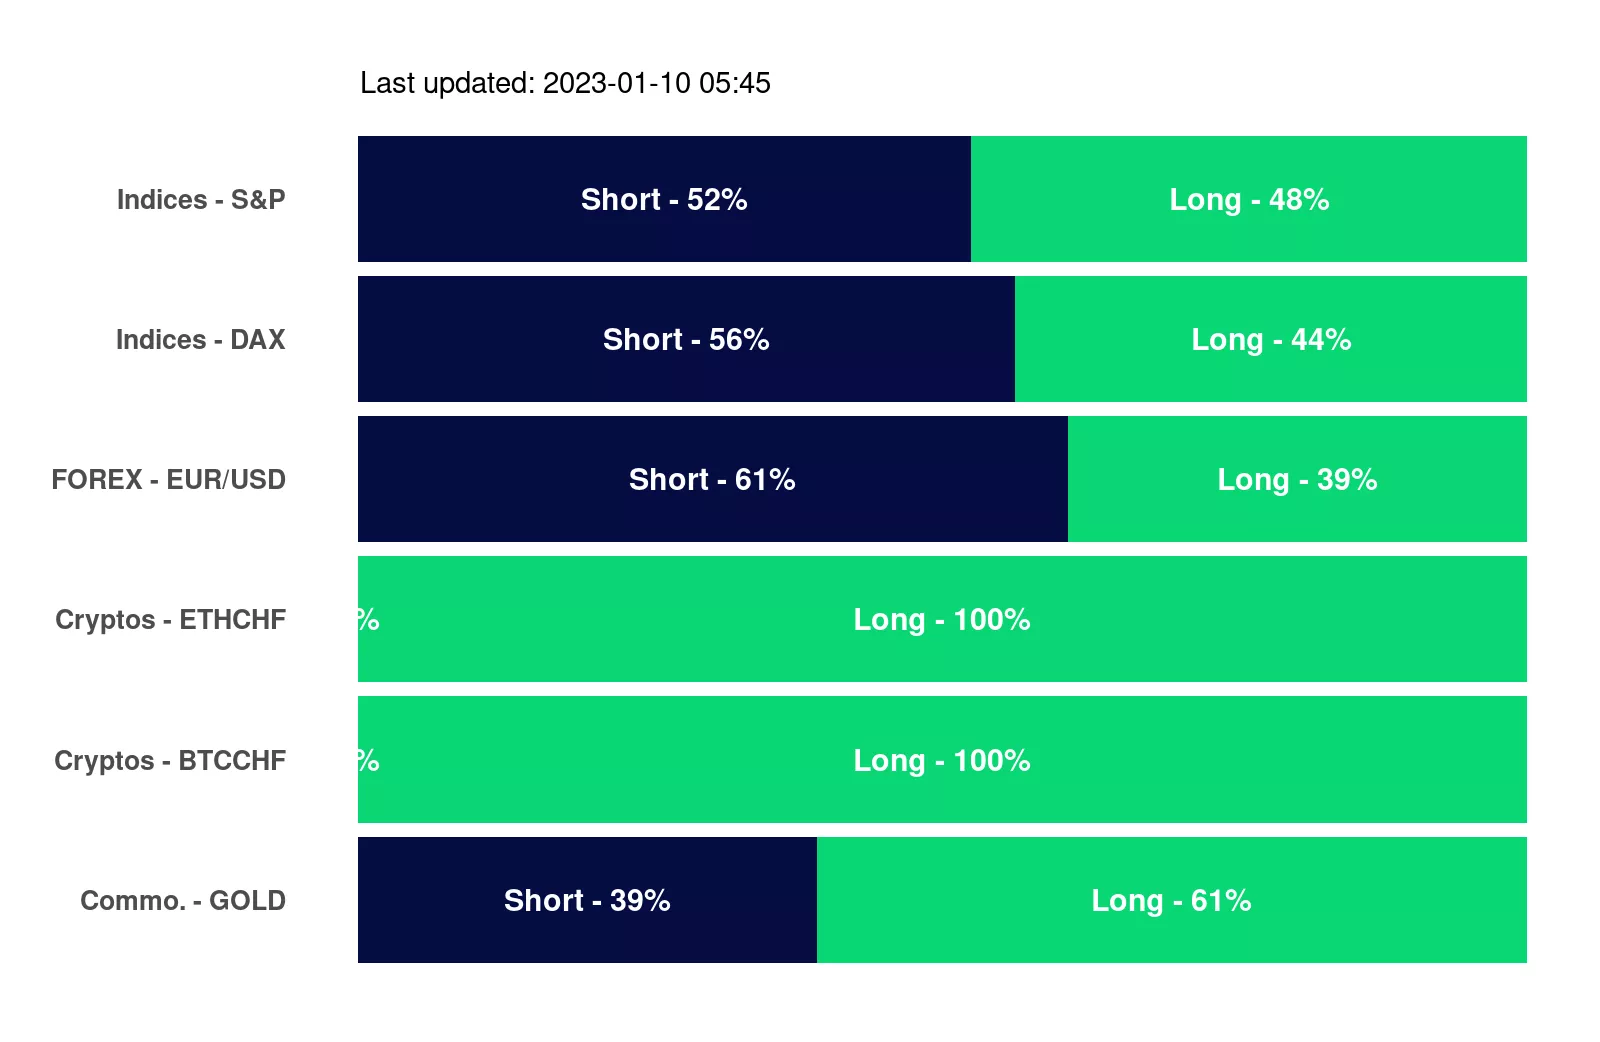 Last updated: 2023-01-10 05:45
Indices - S&P Short - 52% Long - 48%
Indices - DAX Short - 56% Long - 44%
FOREX - EUR/USD Short - 61% Long - 39%
Cryptos - ETHCHF % Long - 100%
Cryptos - BTCCHF % Long - 100%
Commo. - GOLD Short - 39% Long - 61%